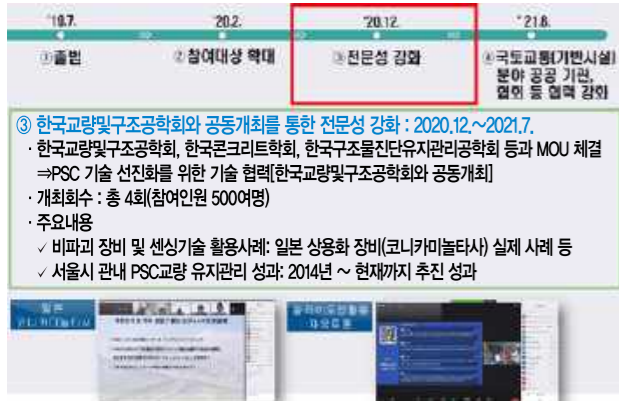 '19.7.
'20.2.
'20.12.
'21.8.
①출범
②참여대상 확대
③전문성 강화
④국토교통(기반시설)
분야 공공 기관,
협회 등 협력 강화
③ 한국교량및구조공학회와 공동개최를 통한 전문성 강화 : 2020.12.~2021.7.
· 한국교량및구조공학회, 한국콘크리트학회, 한국구조물진단유지관리공학회 등과 MOU 체결
⇒PSC 기술 선진화를 위한 기술 협력[한국교량및구조공학회와 공동개최]
· 개최회수 : 총 4회(참여인원 500여명)
· 주요내용
✓ 비파괴 장비 및 센싱기술 활용사례: 일본 상용화 장비(코니카미놀타사) 실제 사례 등
✓ 서울시 관내 PSC교량 유지관리 성과: 2014년 ~ 현재까지 추진 성과
일본